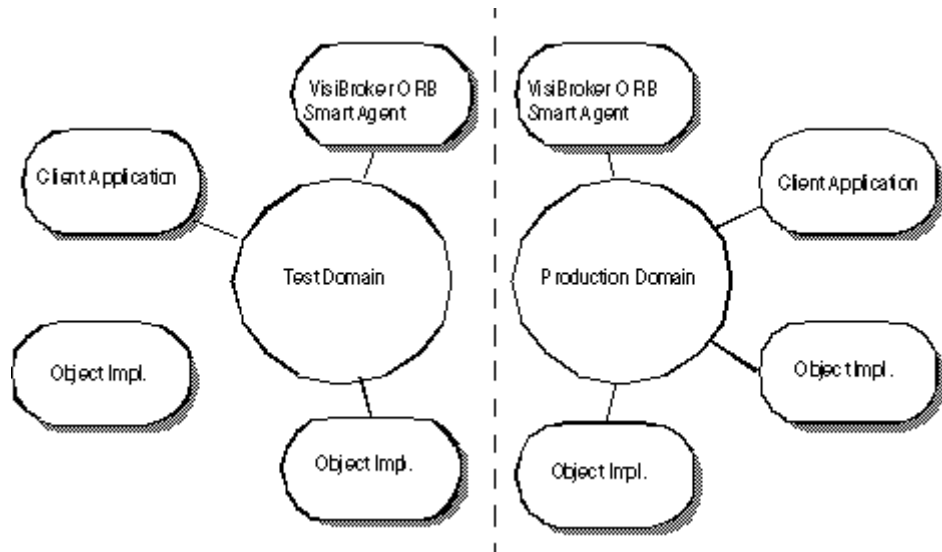 VisiBroker ORB
Smart Agent
Client Application
Test Domain
Object Impl.
Object Impl.
VisiBroker ORB
Smart Agent
Client Application
Production Domain
Object Impl.
Object Impl.